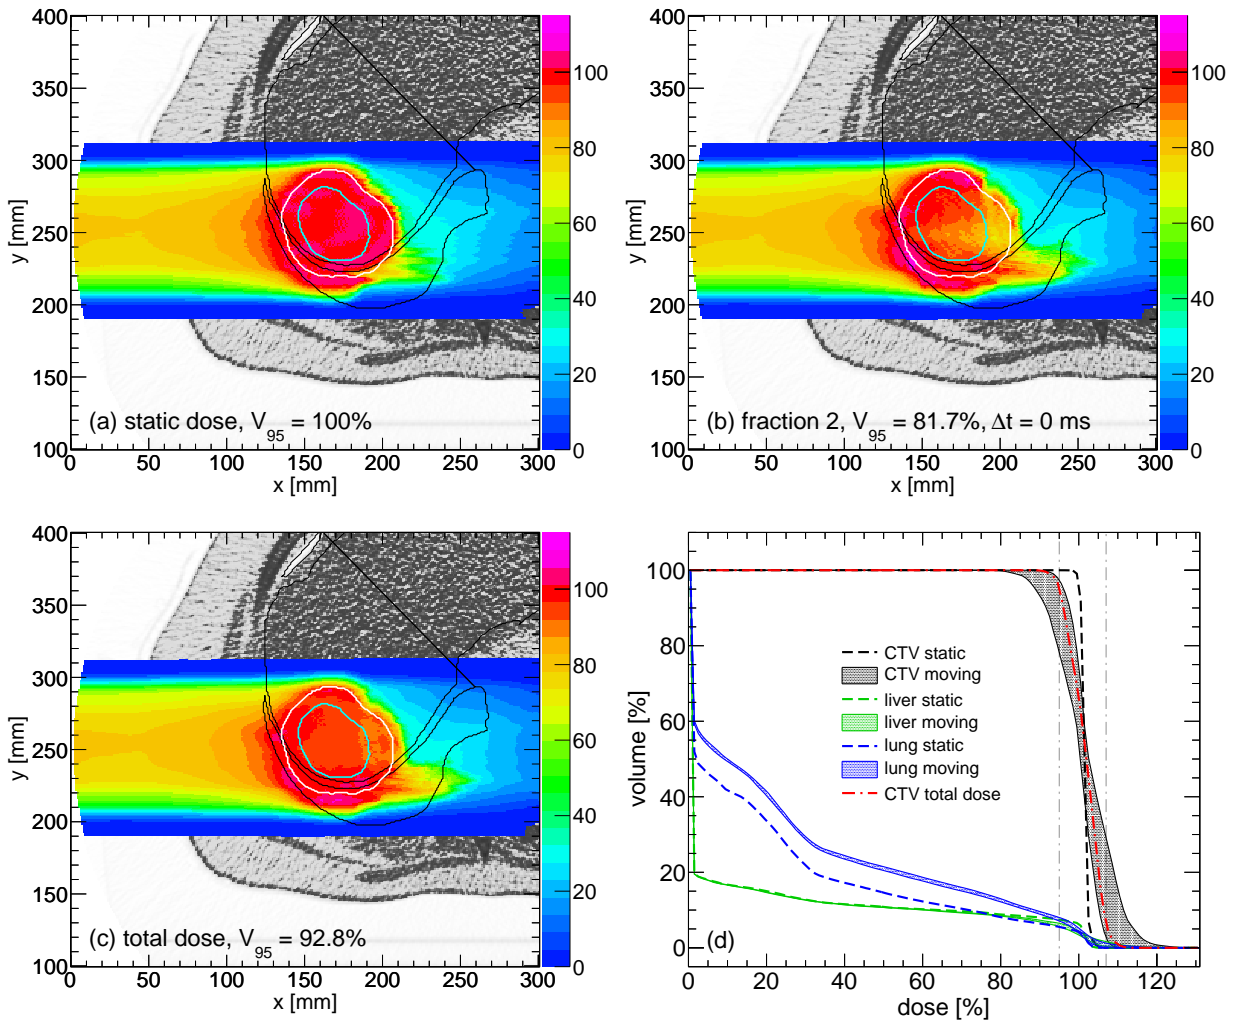 400
350
300
250
200
150
100
y [mm]
0 50 100 150 200 250 300
x [mm]
100
80
60
40
20
0
(a) static dose, V95 = 100%
400
350
300
250
200
150
100
y [mm]
0 50 100 150 200 250 300
x [mm]
100
80
60
40
20
0
(b) fraction 2, V95 = 81.7%, Δt = 0 ms
400
350
300
250
200
150
100
y [mm]
0 50 100 150 200 250 300
x [mm]
100
80
60
40
20
0
(c) total dose, V95 = 92.8%
100
80
60
40
20
0
volume [%]
CTV static
CTV moving
liver static
liver moving
lung static
lung moving
CTV total dose
(d)
0 20 40 60 80 100 120
dose [%]